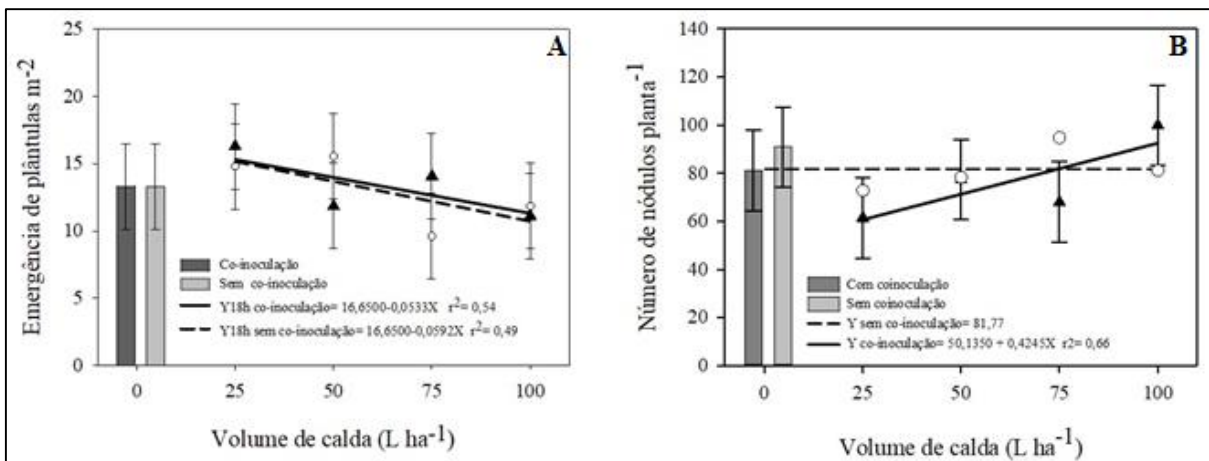 A
Emergência de plântulas m-2
25
20
15
10
5
0
Co-inoculação
Sem co-inoculação
Y18h co-inoculação= 16,6500-0,0533X r2= 0,54
Y18h sem co-inoculação= 16,6500-0,0592X r2= 0,49
0 25 50 75 100
Volume de calda (L ha-1)
B
Número de nódulos planta-1
140
120
100
80
60
40
20
0
Com coinoculação
Sem coinoculação
Y sem co-inoculação= 81,77
Y co-inoculação= 50,1350 + 0,4245X r2= 0,66
0 25 50 75 100
Volume de calda (L ha-1)